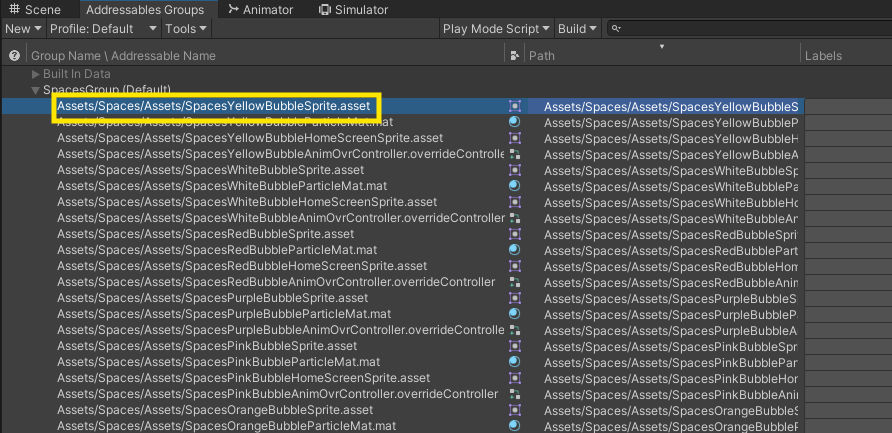 Scene Addressables Groups Animator Simulator
New Profile: Default Tools Play Mode Script Build
Group Name \ Addressable Name Path Labels
Built In Data
SpacesGroup (Default)
Assets/Spaces/Assets/SpacesYellowBubbleSprite.asset Assets/Spaces/Assets/SpacesYellowBubbleS
Assets/Spaces/Assets/SpacesYellowBubbleParticleMat.mat Assets/Spaces/Assets/SpacesYellowBubbleP
Assets/Spaces/Assets/SpacesYellowBubbleHomeScreenSprite.asset Assets/Spaces/Assets/SpacesYellowBubbleH
Assets/Spaces/Assets/SpacesYellowBubbleAnimOvrController.overrideControlle Assets/Spaces/Assets/SpacesYellowBubbleA
Assets/Spaces/Assets/SpacesWhiteBubbleSprite.asset Assets/Spaces/Assets/SpacesWhiteBubbleSp
Assets/Spaces/Assets/SpacesWhiteBubbleParticleMat.mat Assets/Spaces/Assets/SpacesWhiteBubblePa
Assets/Spaces/Assets/SpacesWhiteBubbleHomeScreenSprite.asset Assets/Spaces/Assets/SpacesWhiteBubbleHo
Assets/Spaces/Assets/SpacesWhiteBubbleAnimOvrController.overrideController Assets/Spaces/Assets/SpacesWhiteBubbleAn
Assets/Spaces/Assets/SpacesRedBubbleSprite.asset Assets/Spaces/Assets/SpacesRedBubbleSpri
Assets/Spaces/Assets/SpacesRedBubbleParticleMat.mat Assets/Spaces/Assets/SpacesRedBubblePart
Assets/Spaces/Assets/SpacesRedBubbleHomeScreenSprite.asset Assets/Spaces/Assets/SpacesRedBubbleHom
Assets/Spaces/Assets/SpacesRedBubbleAnimOvrController.overrideController Assets/Spaces/Assets/SpacesRedBubbleAnim
Assets/Spaces/Assets/SpacesPurpleBubbleSprite.asset Assets/Spaces/Assets/SpacesPurpleBubbleS
Assets/Spaces/Assets/SpacesPurpleBubbleParticleMat.mat Assets/Spaces/Assets/SpacesPurpleBubbleP
Assets/Spaces/Assets/SpacesPurpleBubbleAnimOvrController.overrideController Assets/Spaces/Assets/SpacesPurpleBubbleA
Assets/Spaces/Assets/SpacesPinkBubbleSprite.asset Assets/Spaces/Assets/SpacesPinkBubbleSpr
Assets/Spaces/Assets/SpacesPinkBubbleParticleMat.mat Assets/Spaces/Assets/SpacesPinkBubblePar
Assets/Spaces/Assets/SpacesPinkBubbleHomeScreenSprite.asset Assets/Spaces/Assets/SpacesPinkBubbleHor
Assets/Spaces/Assets/SpacesPinkBubbleAnimOvrController.overrideController Assets/Spaces/Assets/SpacesPinkBubbleAni
Assets/Spaces/Assets/SpacesOrangeBubbleSprite.asset Assets/Spaces/Assets/SpacesOrangeBubbleS
Assets/Spaces/Assets/SpacesOrangeBubbleParticleMat.mat Assets/Spaces/Assets/SpacesOrangeBubbleP